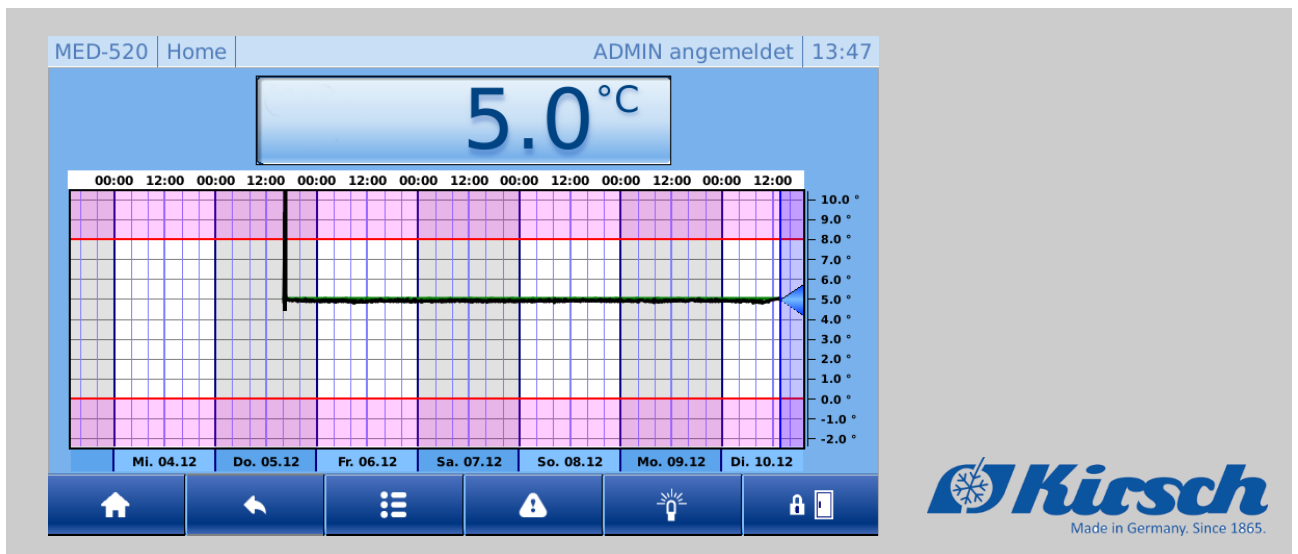 MED-520 Home ADMIN angemeldet 13:47
5.0°C
00:00 12:00 00:00 12:00 00:00 12:00 00:00 12:00 00:00 12:00 00:00 12:00 00:00 12:00
10.0 °
9.0 °
8.0 °
7.0 °
6.0 °
5.0 °
4.0 °
3.0 °
2.0 °
1.0 °
0.0 °
-1.0 °
-2.0 °
Mi. 04.12 Do. 05.12 Fr. 06.12 Sa. 07.12 So. 08.12 Mo. 09.12 Di. 10.12
Kirsch
Made in Germany. Since 1865.